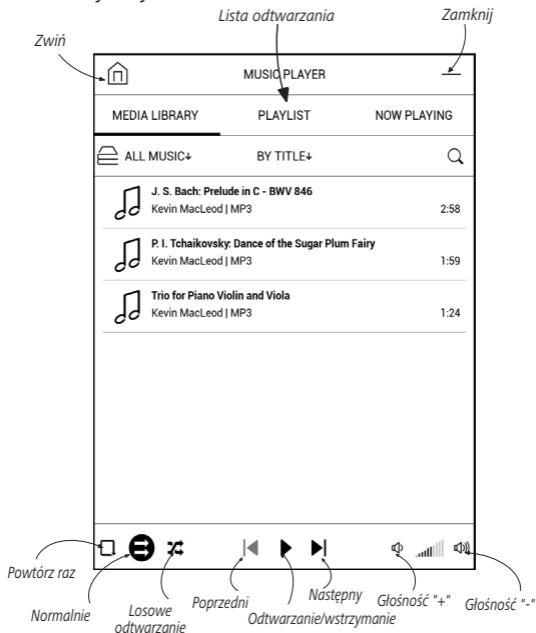 Lista odtwarzania
Zamknij
Zwiń
MUSIC PLAYER
MEDIA LIBRARY
PLAYLIST
NOW PLAYING
ALL MUSIC↓
BY TITLE↓
J. S. Bach: Prelude in C - BWV 846
Kevin MacLeod | MP3
2:58
P. I. Tchaikovsky: Dance of the Sugar Plum Fairy
Kevin MacLeod | MP3
1:59
Trio for Piano Violin and Viola
Kevin MacLeod | MP3
1:24
Powtórz raz
Normalnie
Losowe
odtwarzanie
Poprzedni
Odtwarzanie/wstrzymanie
Następny
Głośność "+"
Głośność "-"